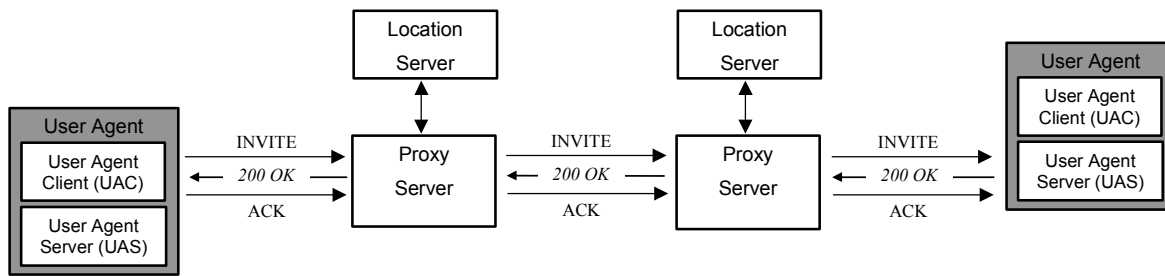 Location
Server
Location
Server
User Agent
User Agent
Client (UAC)
User Agent
Server (UAS)
User Agent
User Agent
Client (UAC)
User Agent
Server (UAS)
INVITE
200 OK
ACK
Proxy
Server
INVITE
200 OK
ACK
Proxy
Server
INVITE
200 OK
ACK